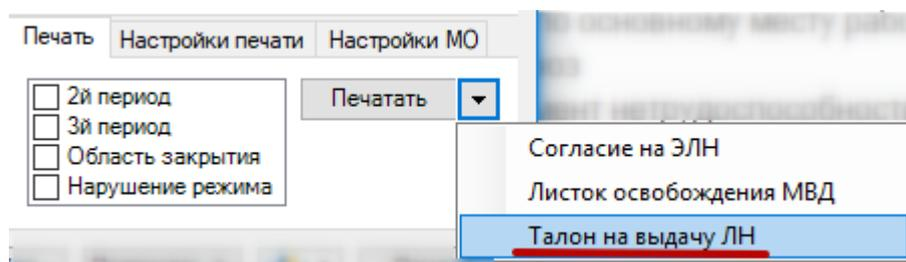 Печать Настройки печати Настройки МО
2й период
3й период
Область закрытия
Нарушение режима
Печатать
Согласие на ЭЛН
Листок освобождения МВД
Талон на выдачу ЛН